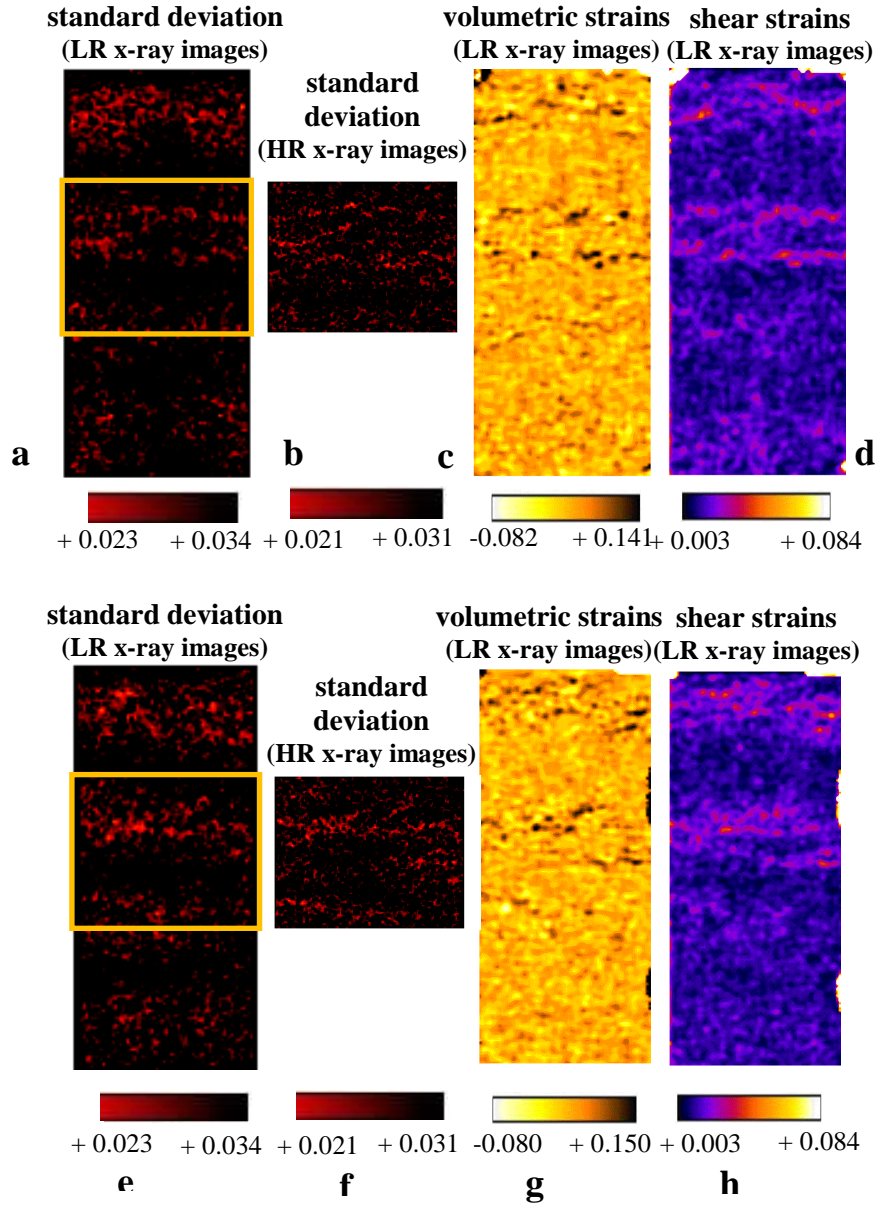 standard deviation
(LR x-ray images)
standard
deviation
(HR x-ray images)
volumetric strains
(LR x-ray images)
shear strains
(LR x-ray images)
a
b
c
d
+ 0.023 + 0.034
+ 0.021 + 0.031
-0.082 + 0.141
+ 0.003 + 0.084
standard deviation
(LR x-ray images)
standard
deviation
(HR x-ray images)
volumetric strains
(LR x-ray images)
shear strains
(LR x-ray images)
+ 0.023 + 0.034
+ 0.021 + 0.031
-0.080 + 0.150
+ 0.003 + 0.084
e
f
g
h